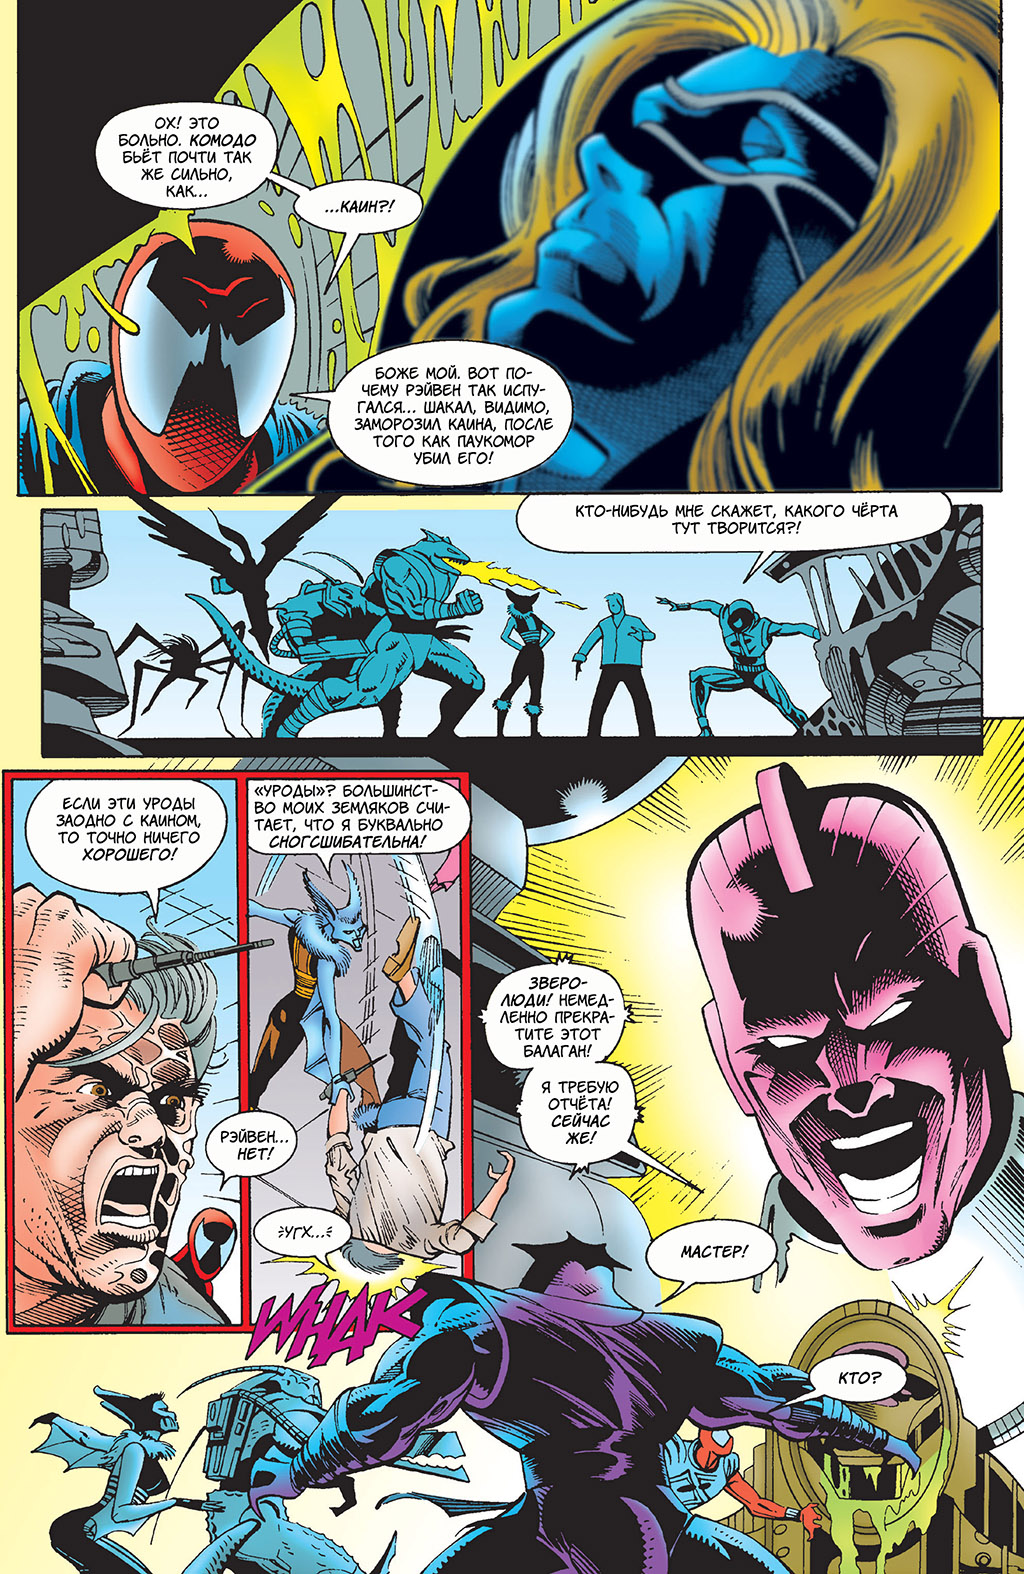 ОХ! ЭТО
БОЛЬНО. КОМОДО
БЬЁТ ПОЧТИ ТАК
ЖЕ СИЛЬНО,
КАК...
...КАИН?!
БОЖЕ МОЙ. ВОТ ПО-
ЧЕМУ РЭЙВЕН ТАК ИСПУ-
ГАЛСЯ... ШАКАЛ, ВИДИМО,
ЗАМОРОЗИЛ КАИНА, ПОСЛЕ
ТОГО КАК ПАУКОМОР
УБИЛ ЕГО!
КТО-НИБУДЬ МНЕ СКАЖЕТ, КАКОГО ЧЁРТА
ТУТ ТВОРИТСЯ?!
ЕСЛИ ЭТИ УРОДЫ
ЗАОДНО С КАИНОМ,
ТО ТОЧНО НИЧЕГО
ХОРОШЕГО!
«УРОДЫ»? БОЛЬШИНСТ-
ВО МОИХ ЗЕМЛЯКОВ СЧИ-
ТАЕТ, ЧТО Я БУКВАЛЬНО
СНОГСШИБАТЕЛЬНА!
РЭЙВЕН...
НЕТ!
УГХ...
WHAK
ЗВЕРО-
ЛЮДИ! НЕМЕД-
ЛЕННО ПРЕКРА-
ТИТЕ ЭТОТ
БАЛАГАН!
Я ТРЕБУЮ
ОТЧЁТА!
СЕЙЧАС
ЖЕ!
МАСТЕР!
КТО?